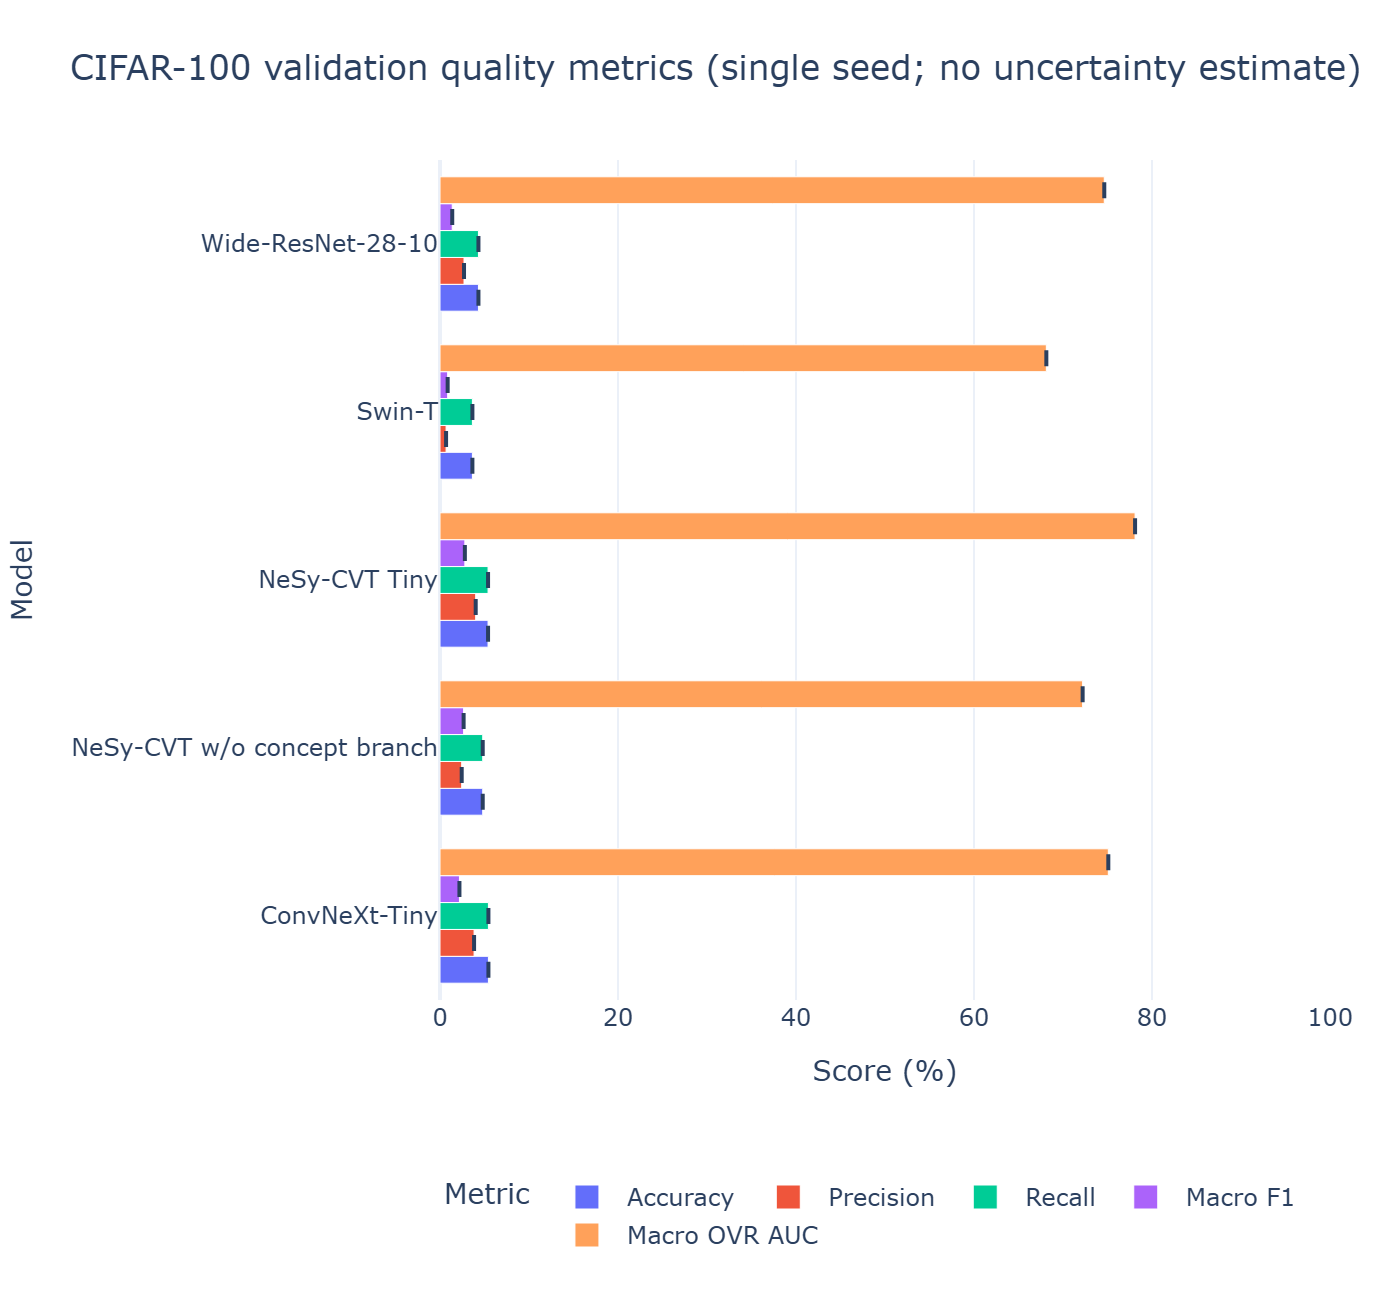 CIFAR-100 validation quality metrics (single seed; no uncertainty estimate)
Wide-ResNet-28-10
Swin-T
NeSy-CVT Tiny
NeSy-CVT w/o concept branch
ConvNeXt-Tiny
Model
0 20 40 60 80 100
Score (%)
Metric Accuracy Precision Recall Macro F1
Macro OVR AUC